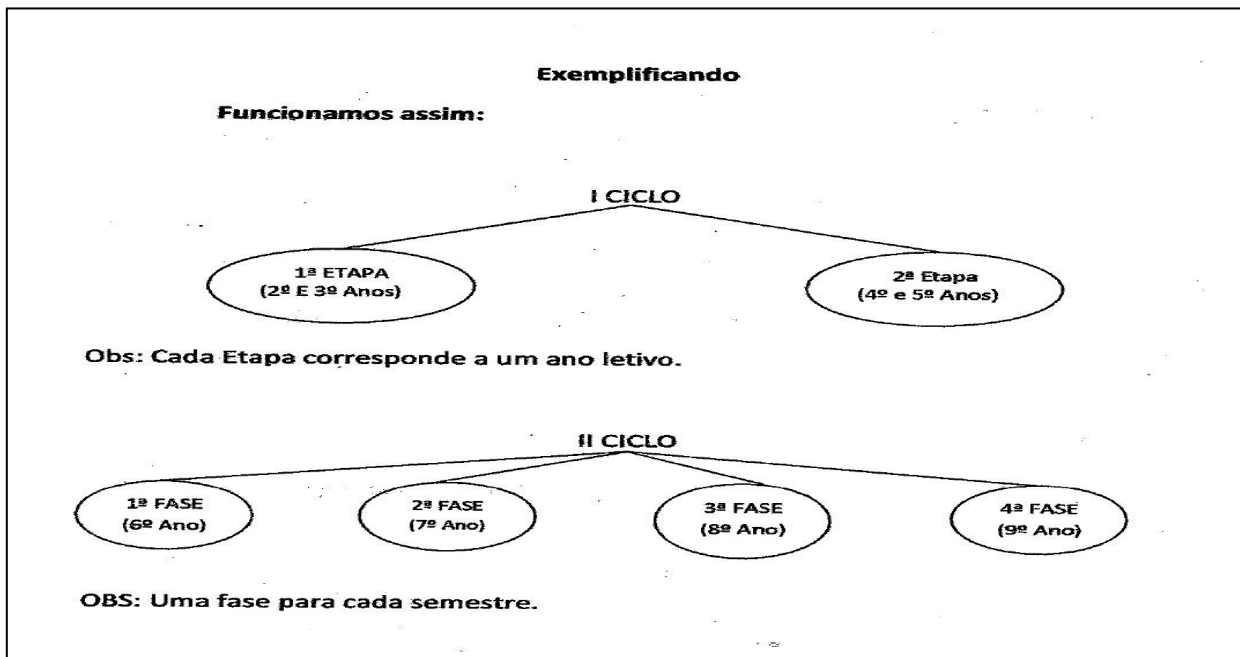 Exemplificando
Funcionamos assim:
I CICLO
1ª ETAPA
(2º E 3º Anos)
2ª Etapa
(4º e 5º Anos)
Obs: Cada Etapa corresponde a um ano letivo.
II CICLO
1ª FASE
(6º Ano)
2ª FASE
(7º Ano)
3ª FASE
(8º Ano)
4ª FASE
(9º Ano)
OBS: Uma fase para cada semestre.